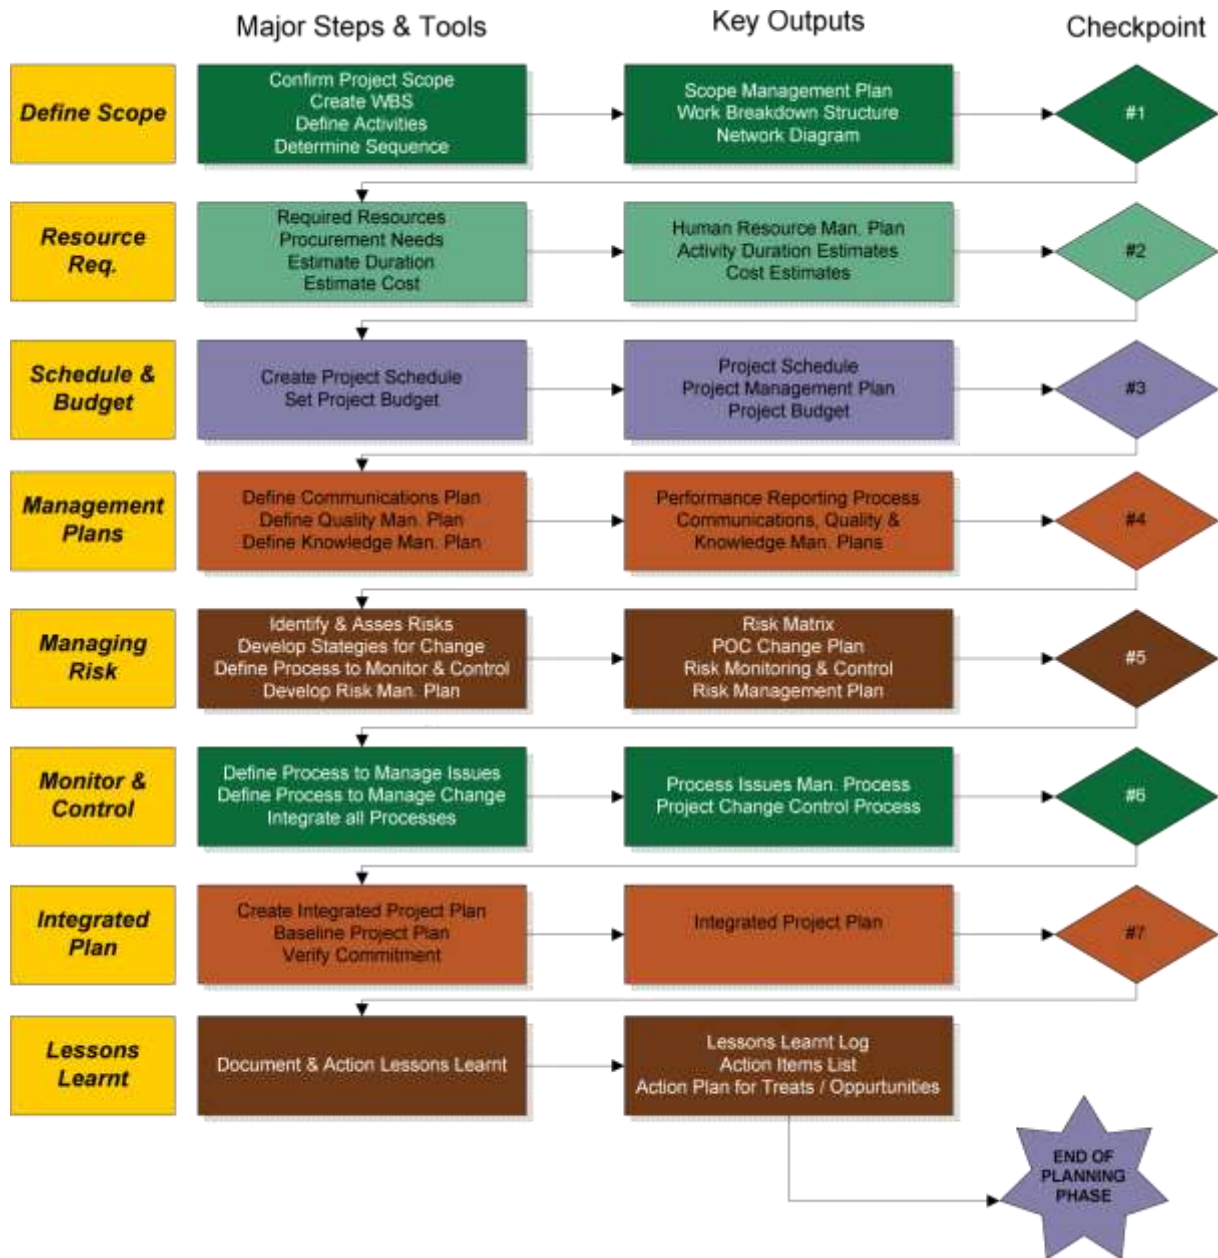 Major Steps & Tools
Key Outputs
Checkpoint
Define Scope
Confirm Project Scope
Create WBS
Define Activities
Determine Sequence
Scope Management Plan
Work Breakdown Structure
Network Diagram
#1
Resource
Req.
Required Resources
Procurement Needs
Estimate Duration
Estimate Cost
Human Resource Man. Plan
Activity Duration Estimates
Cost Estimates
#2
Schedule &
Budget
Create Project Schedule
Set Project Budget
Project Schedule
Project Management Plan
Project Budget
#3
Management
Plans
Define Communications Plan
Define Quality Man. Plan
Define Knowledge Man. Plan
Performance Reporting Process
Communications, Quality &
Knowledge Man. Plans
#4
Managing
Risk
Identify & Asses Risks
Develop Stategies for Change
Define Process to Monitor & Control
Develop Risk Man. Plan
Risk Matrix
POC Change Plan
Risk Monitoring & Control
Risk Management Plan
#5
Monitor &
Control
Define Process to Manage Issues
Define Process to Manage Change
Integrate all Processes
Process Issues Man. Process
Project Change Control Process
#6
Integrated
Plan
Create Integrated Project Plan
Baseline Project Plan
Verify Commitment
Integrated Project Plan
#7
Lessons
Learnt
Document & Action Lessons Learnt
Lessons Learnt Log
Action Items List
Action Plan for Treats / Oppurtunities
END OF
PLANNING
PHASE